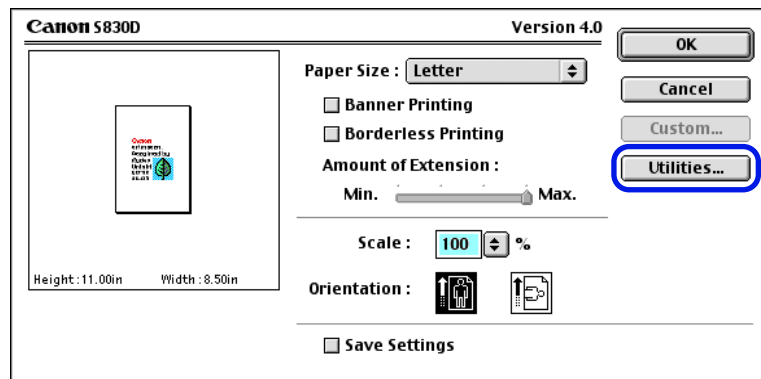 Canon S830D
Version 4.0
OK
Paper Size : Letter
Cancel
Banner Printing
Custom...
Borderless Printing
Utilities...
Amount of Extension :
Min.
Max.
Canon
Scale : 100 %
Height:11.00in Width:8.50in
Orientation :
Save Settings